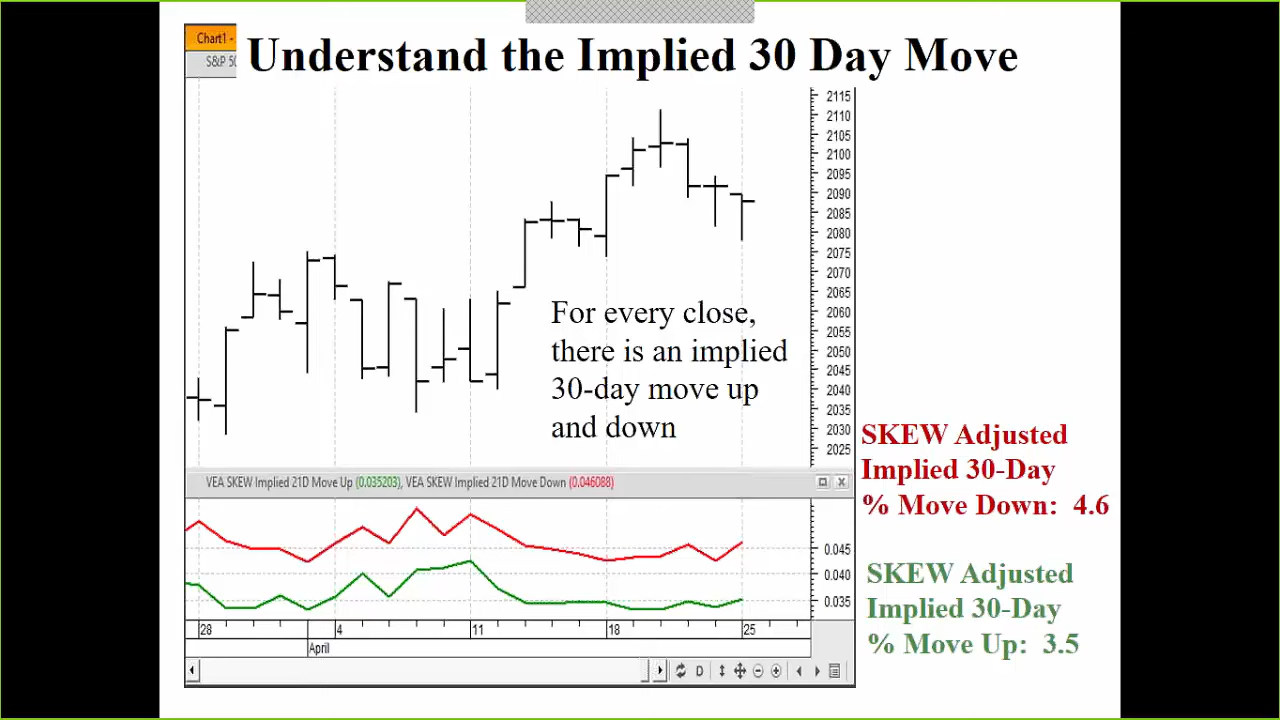 Understand the Implied 30 Day Move
Chart1 -
S&P 50
2115
2110
2105
2100
2095
2090
2085
2080
2075
2070
2065
2060
2055
2050
2045
2040
2035
2030
2025
For every close,
there is an implied
30-day move up
and down
SKEW Adjusted
Implied 30-Day
% Move Down: 4.6
VEA SKEW Implied 21D Move Up (0.035203), VEA SKEW Implied 21D Move Down (0.046088)
0.045
0.040
0.035
SKEW Adjusted
Implied 30-Day
% Move Up: 3.5
28 4 11 18 25
April
D